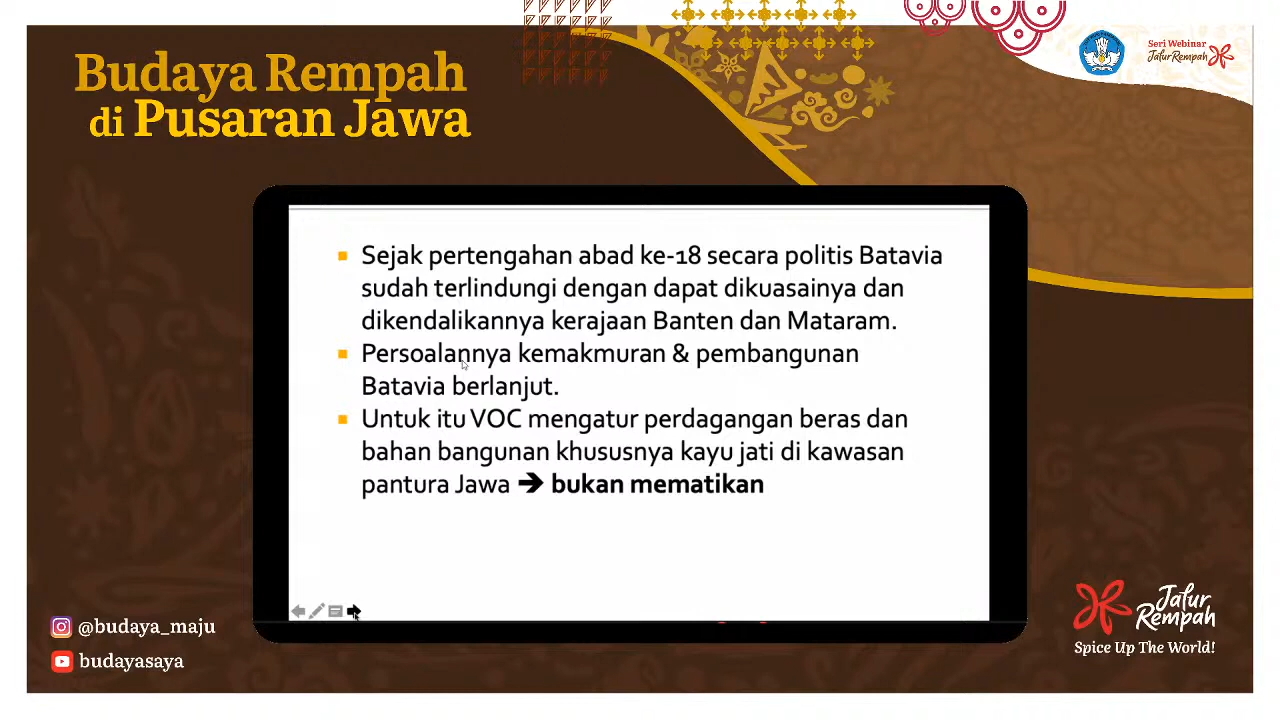 Budaya Rempah
di Pusaran Jawa
Seri Webinar
Jalur Rempah
Sejak pertengahan abad ke-18 secara politis Batavia
sudah terlindungi dengan dapat dikuasainya dan
dikendalikannya kerajaan Banten dan Mataram.
Persoalannya kemakmuran & pembangunan
Batavia berlanjut.
Untuk itu VOC mengatur perdagangan beras dan
bahan bangunan khususnya kayu jati di kawasan
pantura Jawa ➔ bukan mematikan
@budaya_maju
budayasaya
Jalur
Rempah
Spice Up The World!